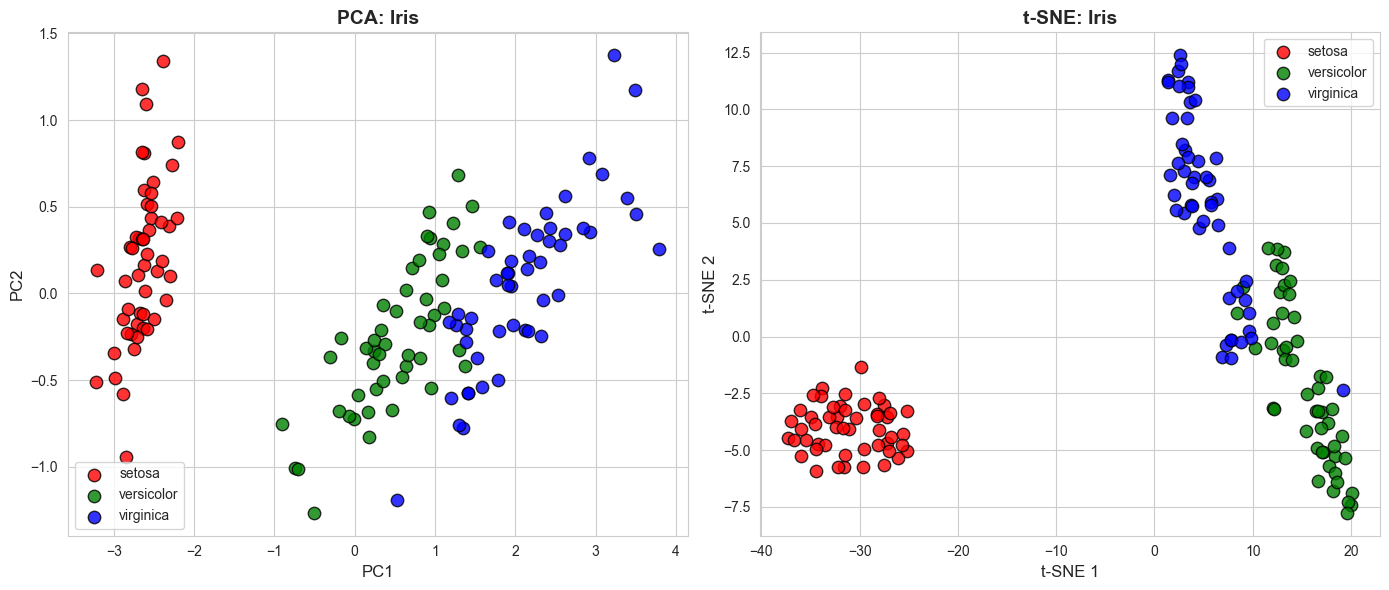 PCA: Iris
1.5
1.0
0.5
0.0
−0.5
−1.0
PC2
setosa
versicolor
virginica
−3
−2
−1
0
1
2
3
4
PC1
t-SNE: Iris
12.5
10.0
7.5
5.0
2.5
0.0
−2.5
−5.0
−7.5
t-SNE 2
setosa
versicolor
virginica
−40
−30
−20
−10
0
10
20
t-SNE 1